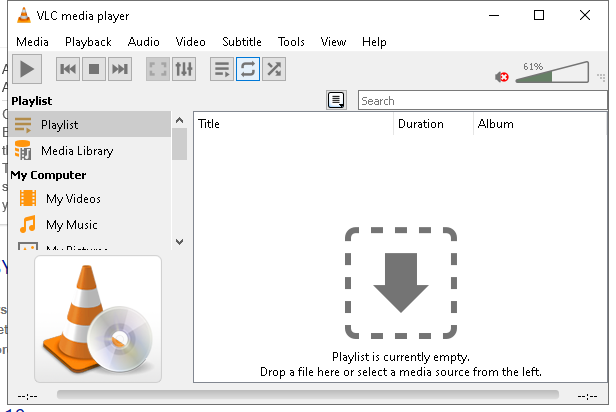 VLC media player
Media Playback Audio Video Subtitle Tools View Help
61%
Playlist
Search
Playlist
Media Library
My Computer
My Videos
My Music
My Pictures
Title Duration Album
Playlist is currently empty.
Drop a file here or select a media source from the left.
--:-- --:--